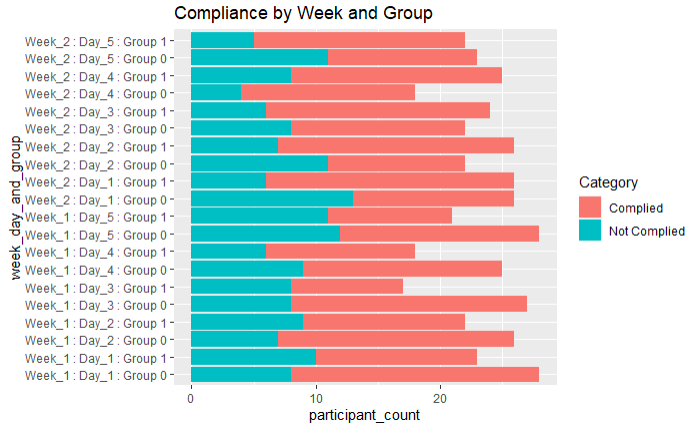 Compliance by Week and Group
week_day_and_group
Week_2 : Day_5 : Group 1
Week_2 : Day_5 : Group 0
Week_2 : Day_4 : Group 1
Week_2 : Day_4 : Group 0
Week_2 : Day_3 : Group 1
Week_2 : Day_3 : Group 0
Week_2 : Day_2 : Group 1
Week_2 : Day_2 : Group 0
Week_2 : Day_1 : Group 1
Week_2 : Day_1 : Group 0
Week_1 : Day_5 : Group 1
Week_1 : Day_5 : Group 0
Week_1 : Day_4 : Group 1
Week_1 : Day_4 : Group 0
Week_1 : Day_3 : Group 1
Week_1 : Day_3 : Group 0
Week_1 : Day_2 : Group 1
Week_1 : Day_2 : Group 0
Week_1 : Day_1 : Group 1
Week_1 : Day_1 : Group 0
0 10 20
participant_count
Category
Complied
Not Complied